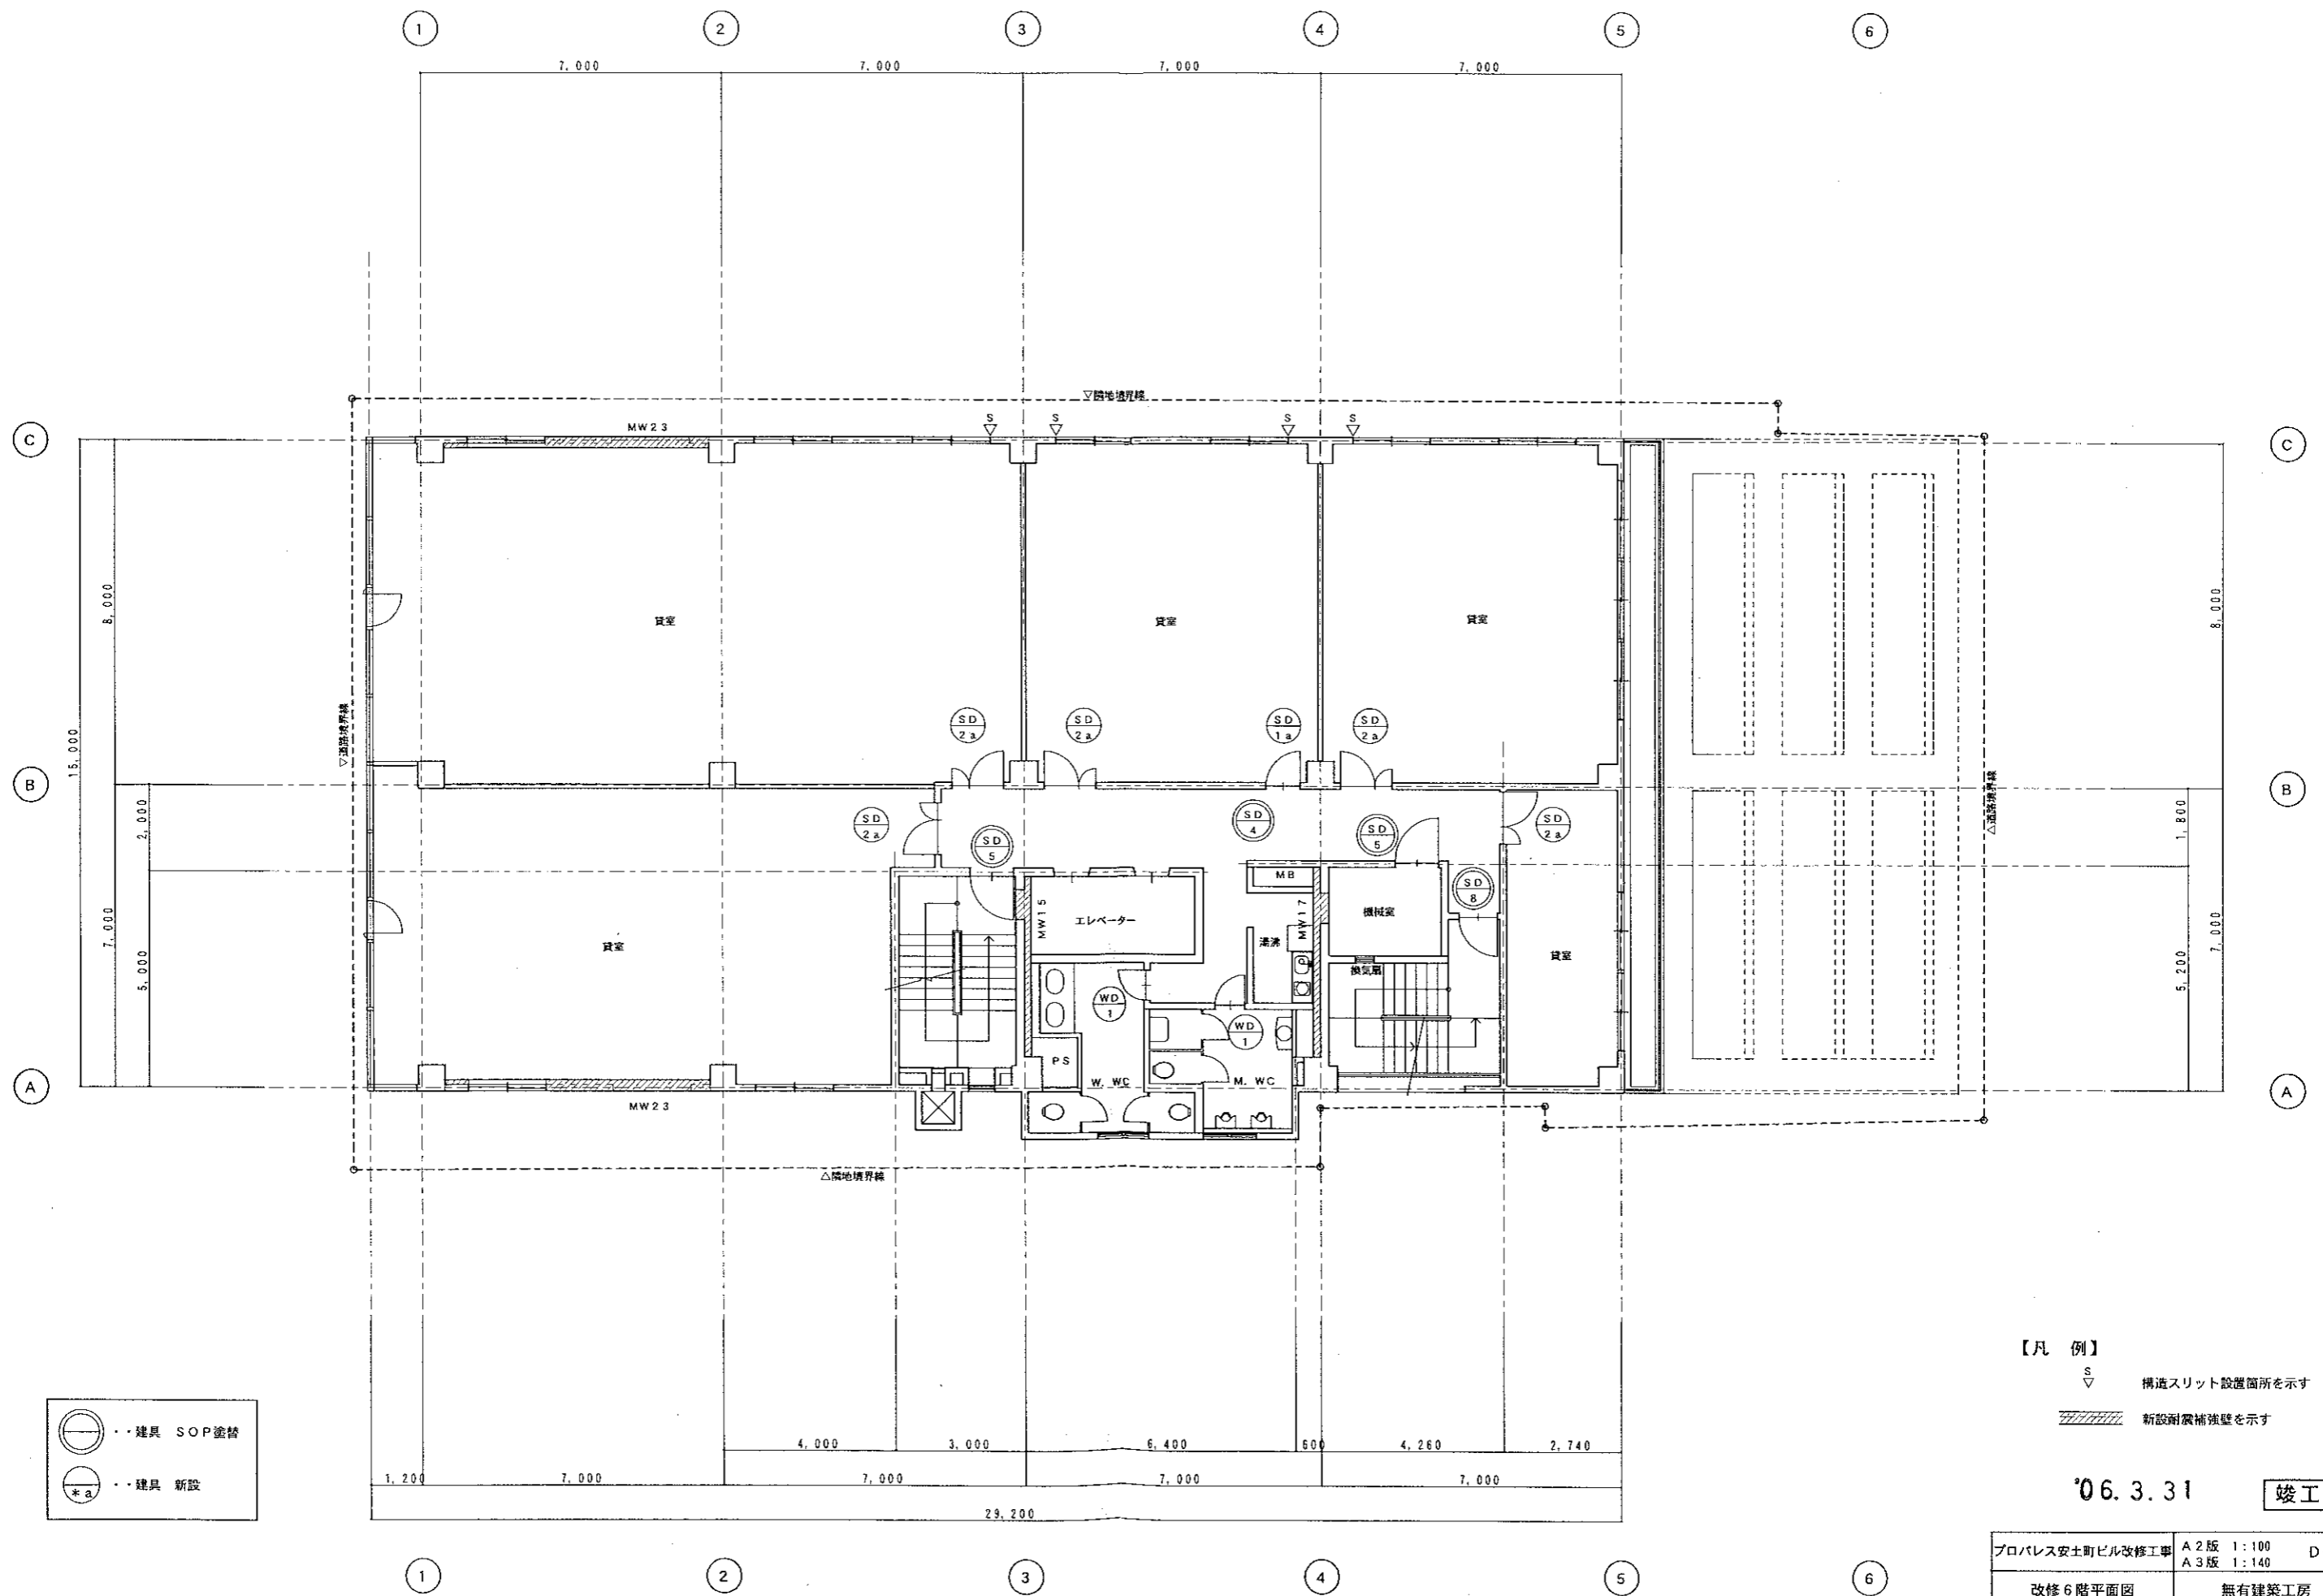 1 2 3 4 5 6
7,000 7,000 7,000 7,000
▽隣地境界線
MW23 S S S S
C C
8,000 8,000
貸室 貸室 貸室
▽道路境界線
15,000
SD 2a SD 2a SD 1a SD 2a
B B
△道路境界線
2,000 1,800
SD 2a SD 5 SD 4 SD 5 SD 2a
MB SD 8
7,000 7,000
5,000 5,200
貸室 MW15 エレベーター 湯沸 MW17 機械室 貸室
換気扇
WD 1 WD 1
PS
W. WC M. WC
A A
MW23
△隣地境界線
4,000 3,000 6,400 600 4,260 2,740
1,200 7,000 7,000 7,000 7,000
29,200
1 2 3 4 5 6
・・建具 SOP塗替
*a ・・建具 新設
【凡 例】
S ▽ 構造スリット設置箇所を示す
新設耐震補強壁を示す
'06.3.31 竣工
プロパレス安土町ビル改修工事 A2版 1:100 D
A3版 1:140
改修6階平面図 無有建築工房